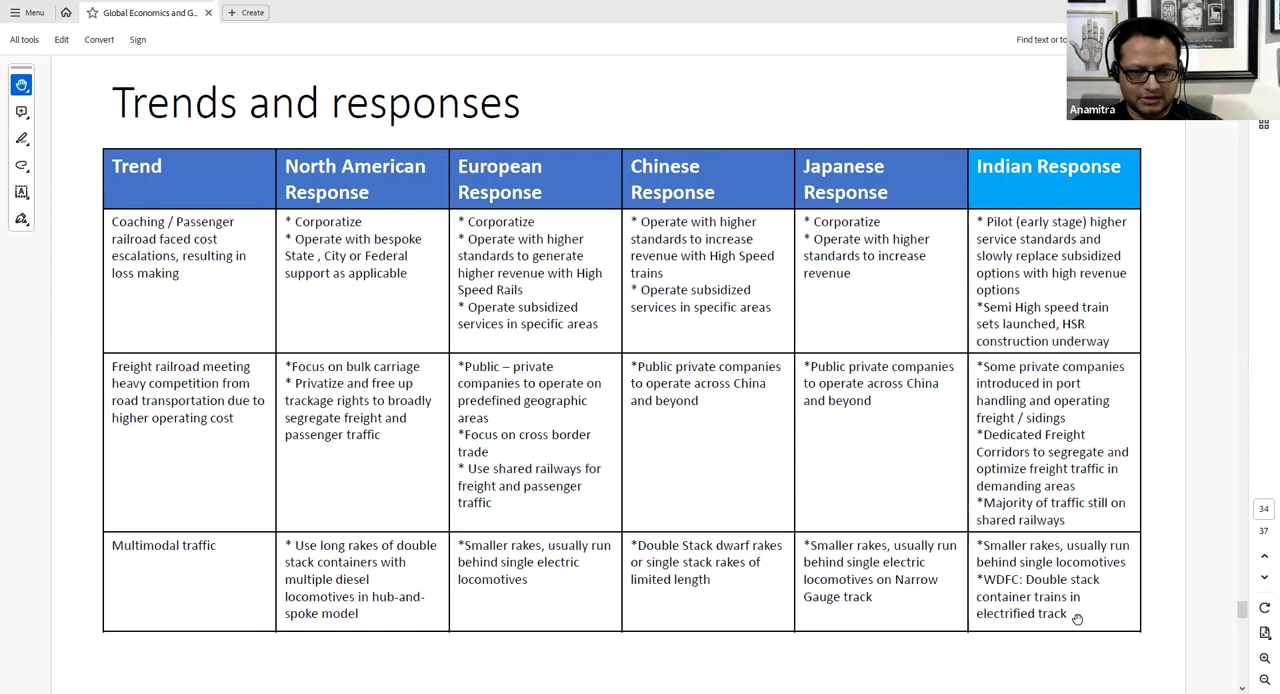 Menu
Global Economics and G...
Create
All tools
Edit
Convert
Sign
Find text or to
Anamitra
Trends and responses
Trend
North American
Response
European
Response
Chinese
Response
Japanese
Response
Indian Response
Coaching / Passenger
railroad faced cost
escalations, resulting in
loss making
* Corporatize
* Operate with bespoke
State , City or Federal
support as applicable
* Corporatize
* Operate with higher
standards to generate
higher revenue with High
Speed Rails
* Operate subsidized
services in specific areas
* Operate with higher
standards to increase
revenue with High Speed
trains
* Operate subsidized
services in specific areas
* Corporatize
* Operate with higher
standards to increase
revenue
* Pilot (early stage) higher
service standards and
slowly replace subsidized
options with high revenue
options
*Semi High speed train
sets launched, HSR
construction underway
Freight railroad meeting
heavy competition from
road transportation due to
higher operating cost
*Focus on bulk carriage
* Privatize and free up
trackage rights to broadly
segregate freight and
passenger traffic
*Public – private
companies to operate on
predefined geographic
areas
*Focus on cross border
trade
* Use shared railways for
freight and passenger
traffic
*Public private companies
to operate across China
and beyond
*Public private companies
to operate across China
and beyond
*Some private companies
introduced in port
handling and operating
freight / sidings
*Dedicated Freight
Corridors to segregate and
optimize freight traffic in
demanding areas
*Majority of traffic still on
shared railways
Multimodal traffic
* Use long rakes of double
stack containers with
multiple diesel
locomotives in hub-and-
spoke model
*Smaller rakes, usually run
behind single electric
locomotives
*Double Stack dwarf rakes
or single stack rakes of
limited length
*Smaller rakes, usually run
behind single electric
locomotives on Narrow
Gauge track
*Smaller rakes, usually run
behind single locomotives
*WDFC: Double stack
container trains in
electrified track
34
37